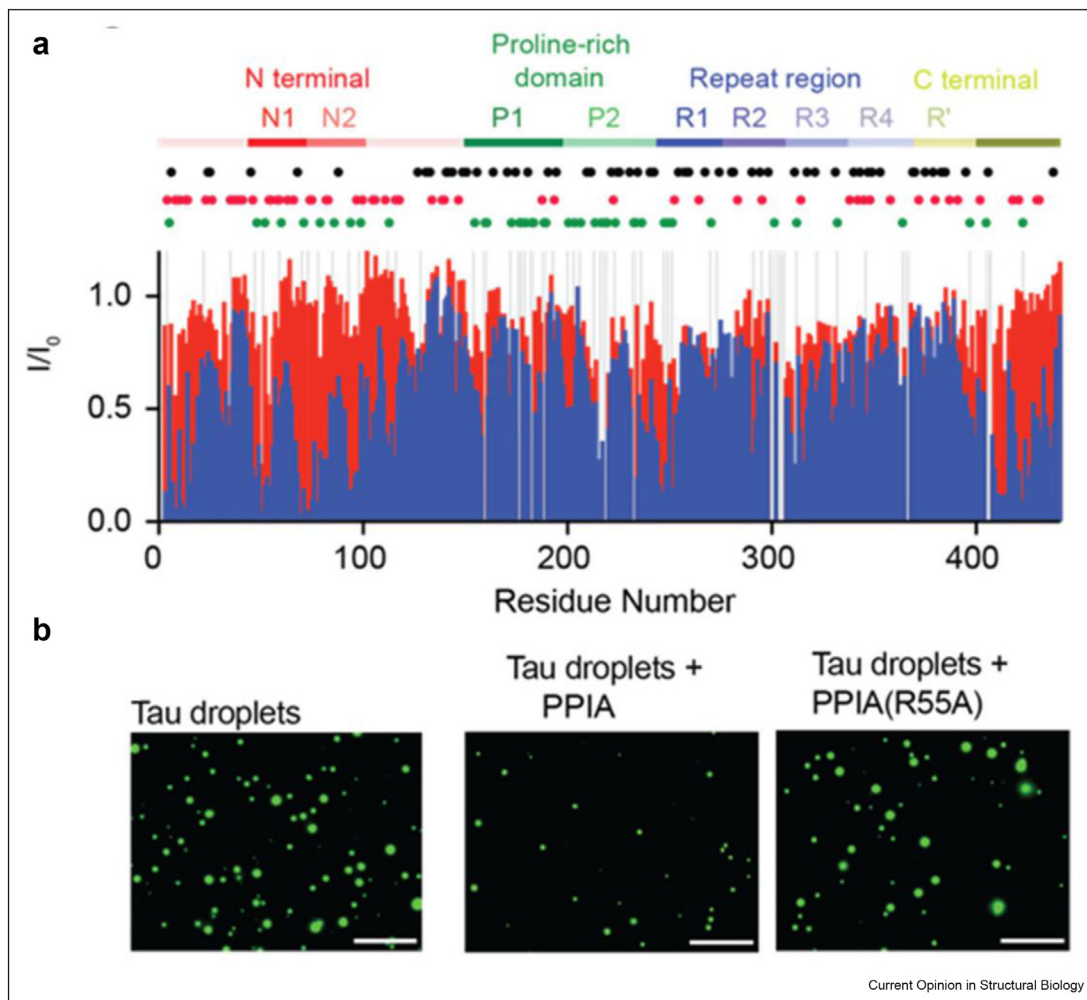 a
Proline-rich
domain
N terminal
Repeat region
C terminal
N1 N2 P1 P2 R1 R2 R3 R4 R'
I/I0
1.0
0.5
0.0
0 100 200 300 400
Residue Number
b
Tau droplets
Tau droplets +
PPIA
Tau droplets +
PPIA(R55A)
Current Opinion in Structural Biology